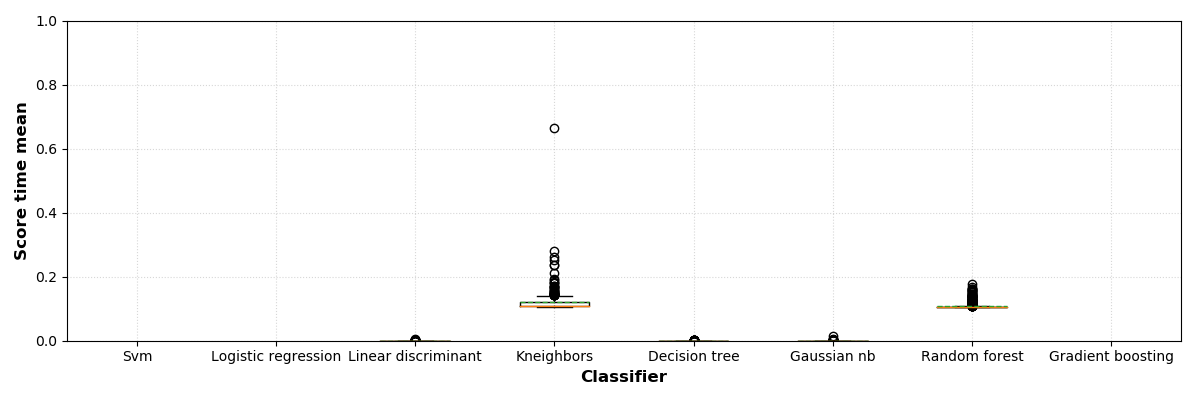 Score time mean
1.0
0.8
0.6
0.4
0.2
0.0
Svm
Logistic regression
Linear discriminant
Kneighbors
Decision tree
Gaussian nb
Random forest
Gradient boosting
Classifier